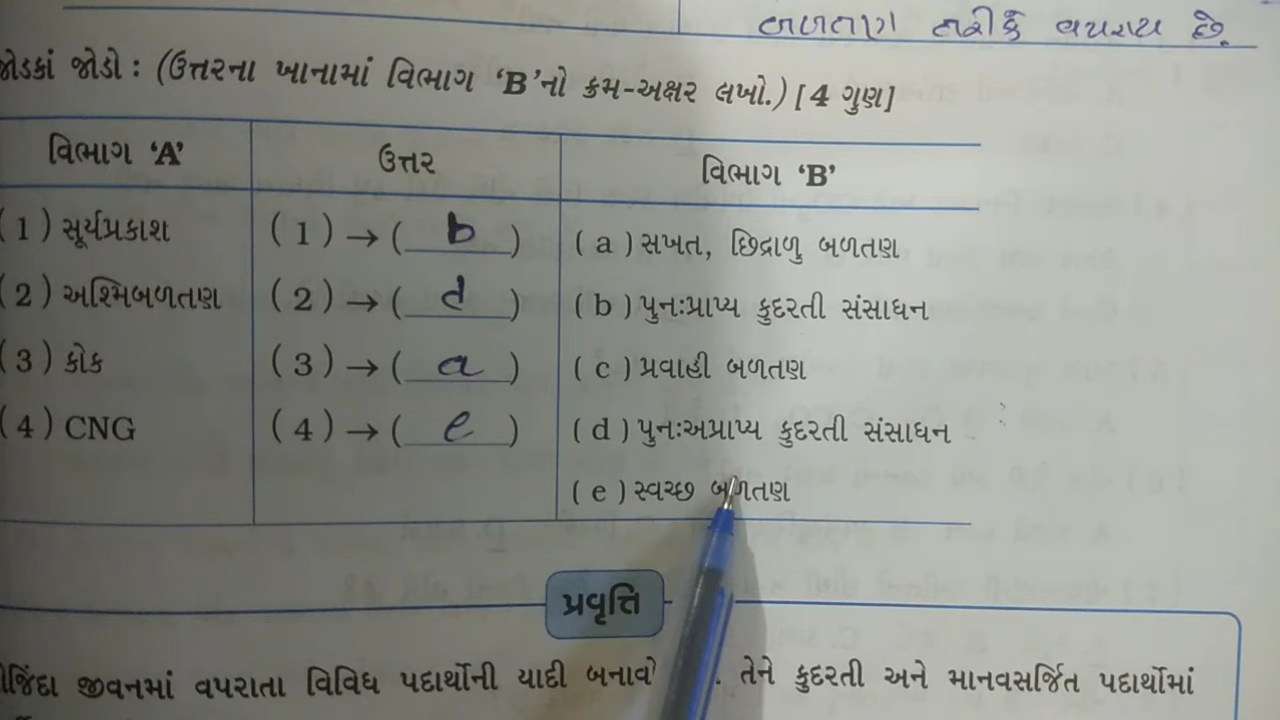 બળતણ તરીકે વપરાય છે.
જોડકાં જોડો : (ઉત્તરના ખાનામાં વિભાગ ‘B’નો ક્રમ-અક્ષર લખો.) [4 ગુણ]
વિભાગ ‘A’ ઉત્તર વિભાગ ‘B’
(1) સૂર્યપ્રકાશ (1) → ( b ) (a) સખત, છિદ્રાળુ બળતણ
(2) અશ્મિબળતણ (2) → ( d ) (b) પુનઃપ્રાપ્ય કુદરતી સંસાધન
(3) કોક (3) → ( a ) (c) પ્રવાહી બળતણ
(4) CNG (4) → ( e ) (d) પુનઃઅપ્રાપ્ય કુદરતી સંસાધન
(e) સ્વચ્છ બળતણ
પ્રવૃત્તિ
જીવનમાં વપરાતા વિવિધ પદાર્થોની યાદી બનાવો તેને કુદરતી અને માનવસર્જિત પદાર્થોમાં